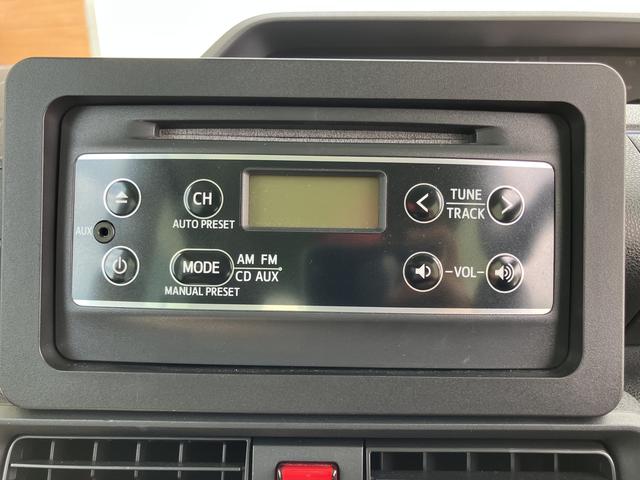 CH
AUTO PRESET
AUX
MODE
AM FM
CD AUX
MANUAL PRESET
TUNE
TRACK
VOL